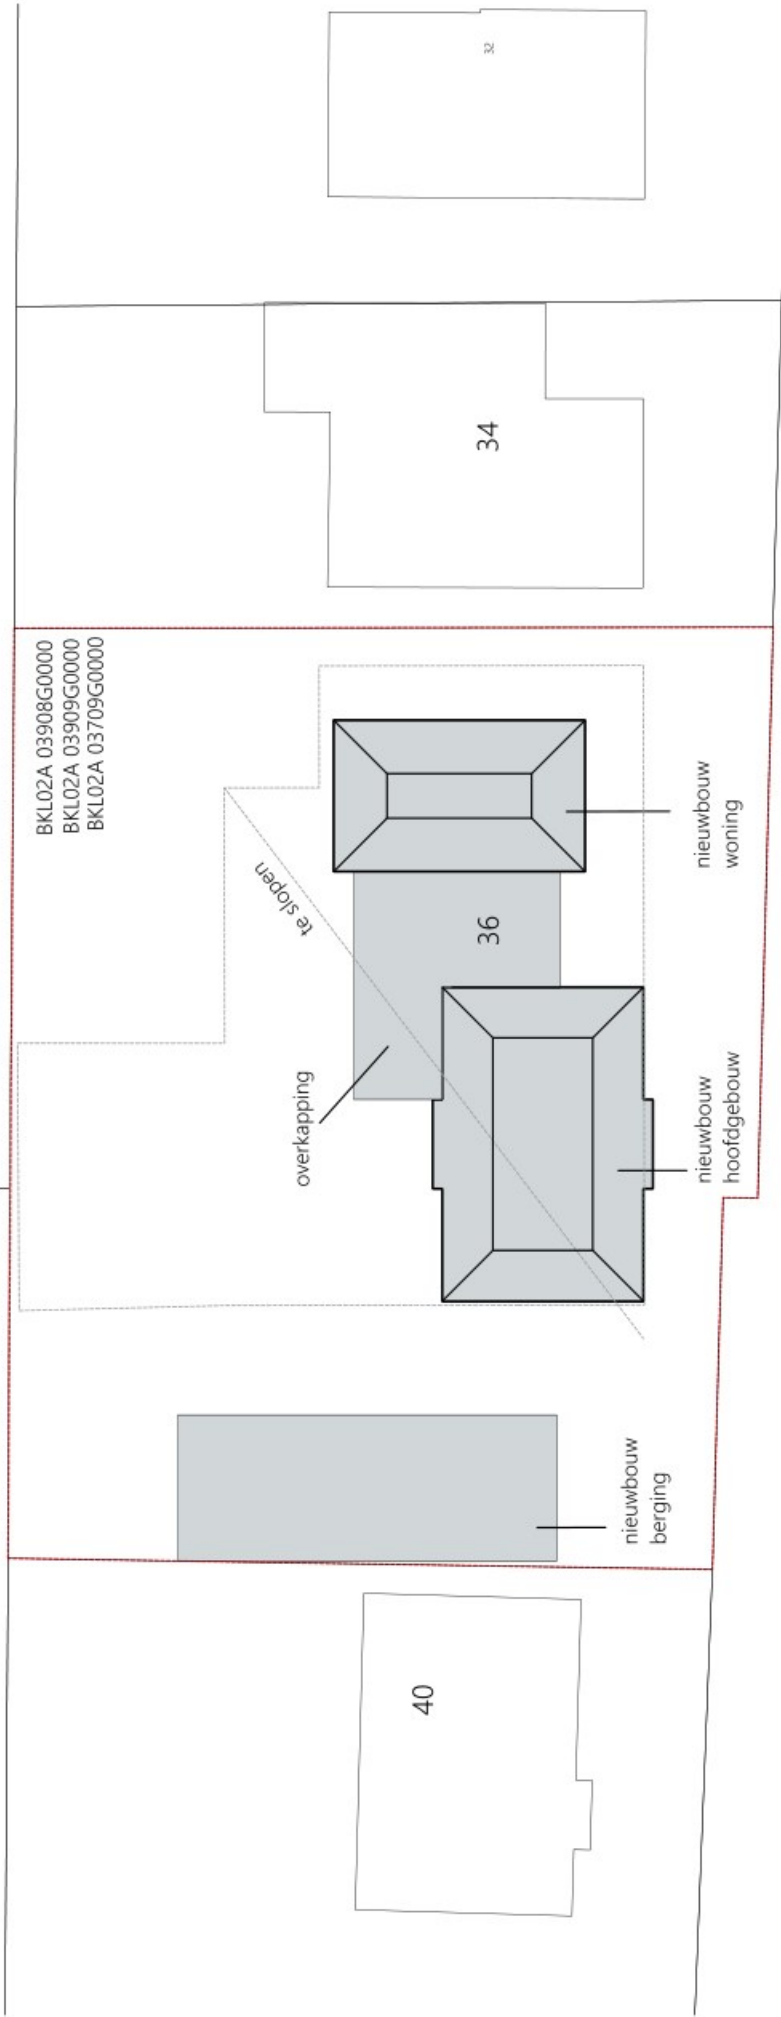 BKL02A 03908G0000
BKL02A 03909G0000
BKL02A 03709G0000
te slopen
overkapping
40
36
34
32
nieuwbouw
berging
nieuwbouw
hoofdgebouw
nieuwbouw
woning